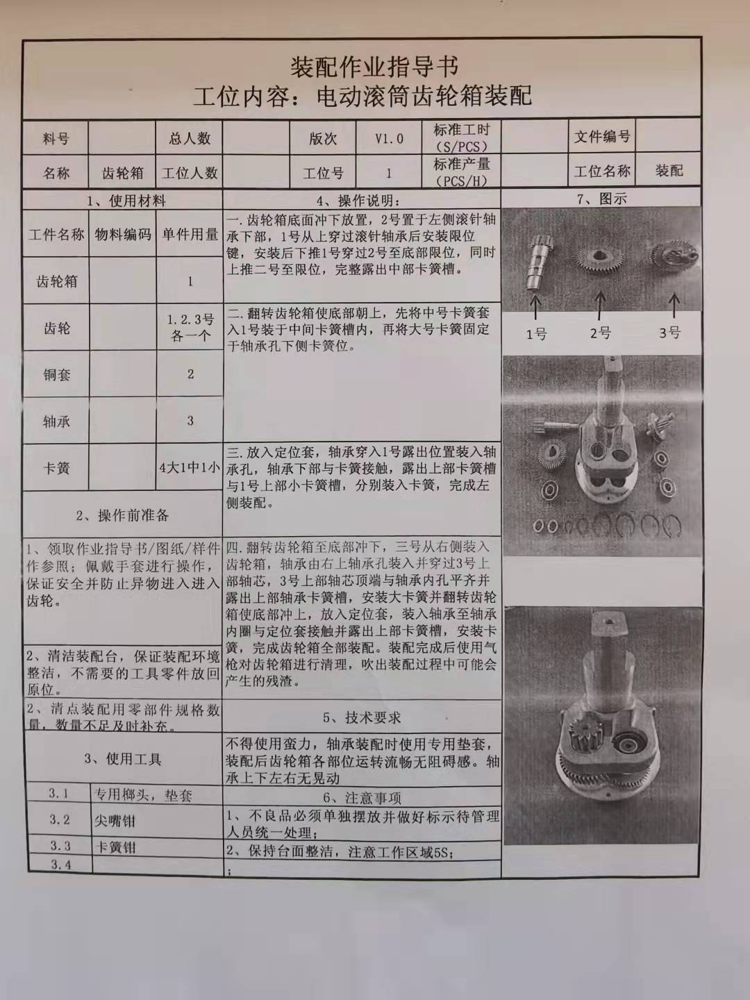 装配作业指导书
工位内容：电动滚筒齿轮箱装配
料号 总人数 版次 V1.0 标准工时（S/PCS） 文件编号
名称 齿轮箱 工位人数 工位号 1 标准产量（PCS/H） 工位名称 装配
1、使用材料
工件名称 物料编码 单件用量
齿轮箱 1
齿轮 1.2.3号各一个
铜套 2
轴承 3
卡簧 4大1中1小
2、操作前准备
1、领取作业指导书/图纸/样件
作参照；佩戴手套进行操作，
保证安全并防止异物进入进入
齿轮。
2、清洁装配台，保证装配环境
整洁，不需要的工具零件放回
原位。
2、清点装配用零部件规格数
量，数量不足及时补充。
3、使用工具
3.1 专用榔头，垫套
3.2 尖嘴钳
3.3 卡簧钳
3.4
4、操作说明：
一.齿轮箱底面冲下放置，2号置于左侧滚针轴
承下部，1号从上穿过滚针轴承后安装限位
键，安装后下推1号穿过2号至底部限位，同时
上推二号至限位，完整露出中部卡簧槽。
二.翻转齿轮箱使底部朝上，先将中号卡簧套
入1号装于中间卡簧槽内，再将大号卡簧固定
于轴承孔下侧卡簧位。
三.放入定位套，轴承穿入1号露出位置装入轴
承孔，轴承下部与卡簧接触，露出上部卡簧槽
与1号上部小卡簧槽，分别装入卡簧，完成左
侧装配。
四.翻转齿轮箱至底部冲下，三号从右侧装入
齿轮箱，轴承由右上轴承孔装入并穿过3号上
部轴芯，3号上部轴芯顶端与轴承内孔平齐并
露出上部轴承卡簧槽，安装大卡簧并翻转齿轮
箱使底部冲上，放入定位套，装入轴承至轴承
内圈与定位套接触并露出上部卡簧槽，安装卡
簧，完成齿轮箱全部装配。装配完成后使用气
枪对齿轮箱进行清理，吹出装配过程中可能会
产生的残渣。
5、技术要求
不得使用蛮力，轴承装配时使用专用垫套，
装配后齿轮箱各部位运转流畅无阻碍感。轴
承上下左右无晃动
6、注意事项
1、不良品必须单独摆放并做好标示待管理
人员统一处理；
2、保持台面整洁，注意工作区域5S；
；
7、图示
1号 2号 3号